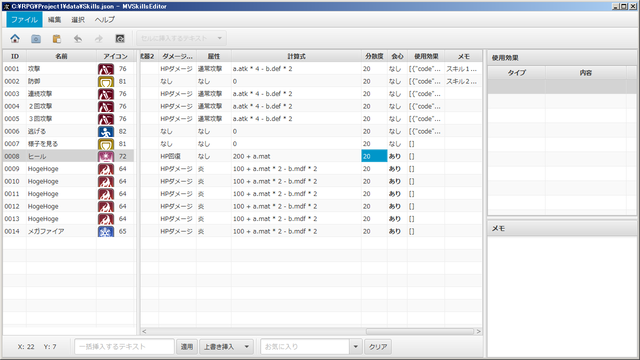 C:¥RPG¥Project1¥data¥Skills.json − MVSkillsEditor
ファイル 編集 選択 ヘルプ
セルに挿入するテキスト
ID 名前 アイコン 武器2 ダメージ... 属性 計算式 分散度 会心 使用効果 メモ
0001 攻撃 76 HPダメージ 通常攻撃 a.atk * 4 - b.def * 2 20 なし [{"code"... スキル1...
0002 防御 81 なし なし 0 20 なし [{"code"... スキル2...
0003 連続攻撃 76 HPダメージ 通常攻撃 a.atk * 4 - b.def * 2 20 なし [{"code"...
0004 2回攻撃 76 HPダメージ 通常攻撃 a.atk * 4 - b.def * 2 20 なし [{"code"...
0005 3回攻撃 76 HPダメージ 通常攻撃 a.atk * 4 - b.def * 2 20 なし [{"code"...
0006 逃げる 82 なし なし 0 20 なし [{"code"...
0007 様子を見る 81 なし なし 0 20 なし []
0008 ヒール 72 HP回復 なし 200 + a.mat 20 あり []
0009 HogeHoge 64 HPダメージ 炎 100 + a.mat * 2 - b.mdf * 2 20 あり []
0010 HogeHoge 64 HPダメージ 炎 100 + a.mat * 2 - b.mdf * 2 20 あり []
0011 HogeHoge 64 HPダメージ 炎 100 + a.mat * 2 - b.mdf * 2 20 あり []
0012 HogeHoge 64 HPダメージ 炎 100 + a.mat * 2 - b.mdf * 2 20 あり []
0013 HogeHoge 64 HPダメージ 炎 100 + a.mat * 2 - b.mdf * 2 20 あり []
0014 メガファイア 65 HPダメージ 炎 100 + a.mat * 2 - b.mdf * 2 20 あり []
使用効果
タイプ 内容
メモ
X: 22 Y: 7 一括挿入するテキスト 適用 上書き挿入 お気に入り クリア